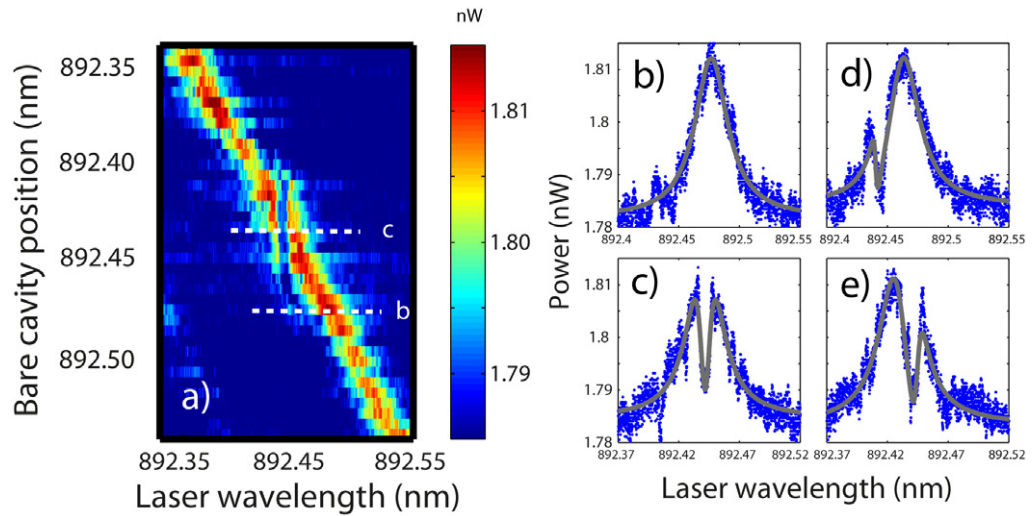 nW
a)
Bare cavity position (nm)
892.35
892.40
892.45
892.50
c
b
892.35
892.45
892.55
Laser wavelength (nm)
1.81
1.80
1.79
b)
1.81
1.8
1.79
1.78
892.4
892.45
892.5
892.55
d)
892.4
892.45
892.5
892.55
Power (nW)
c)
1.81
1.8
1.79
1.78
892.37
892.42
892.47
892.52
e)
892.37
892.42
892.47
892.52
Laser wavelength (nm)